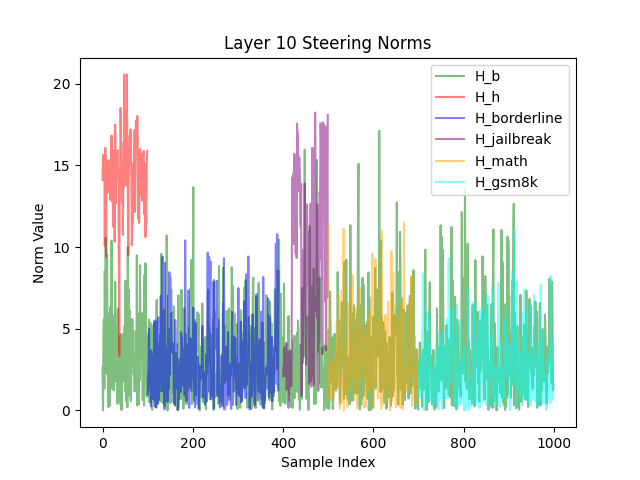 Layer 10 Steering Norms
H_b
H_h
H_borderline
H_jailbreak
H_math
H_gsm8k
Norm Value
20
15
10
5
0
0
200
400
600
800
1000
Sample Index